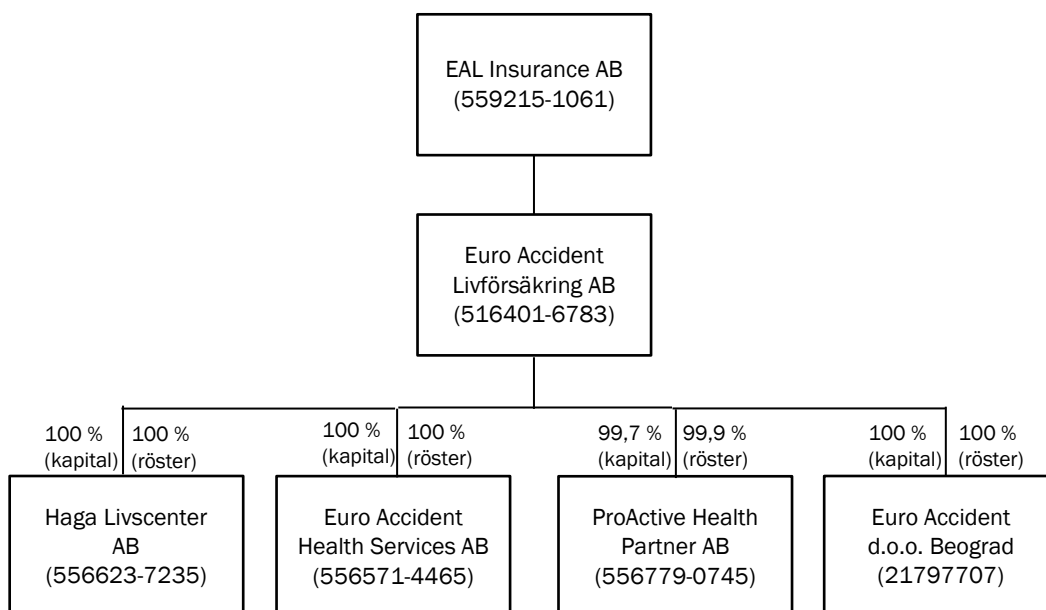 EAL Insurance AB
(559215-1061)
Euro Accident
Livförsäkring AB
(516401-6783)
100 %
(kapital)
100 %
(röster)
100 %
(kapital)
100 %
(röster)
99,7 %
(kapital)
99,9 %
(röster)
100 %
(kapital)
100 %
(röster)
Haga Livscenter
AB
(556623-7235)
Euro Accident
Health Services AB
(556571-4465)
ProActive Health
Partner AB
(556779-0745)
Euro Accident
d.o.o. Beograd
(21797707)